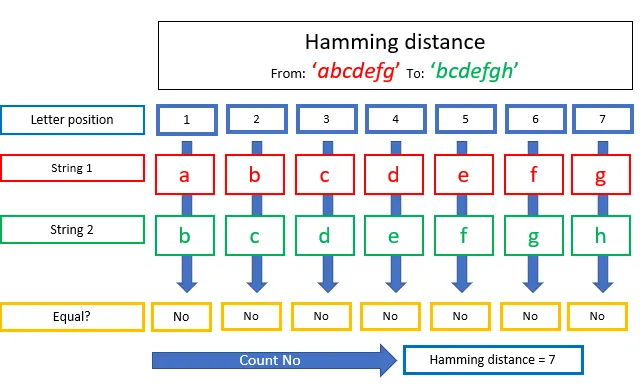 Hamming distance
From: ‘abcdefg’ To: ‘bcdefgh’
Letter position 1 2 3 4 5 6 7
String 1 a b c d e f g
String 2 b c d e f g h
Equal? No No No No No No No
Count No Hamming distance = 7